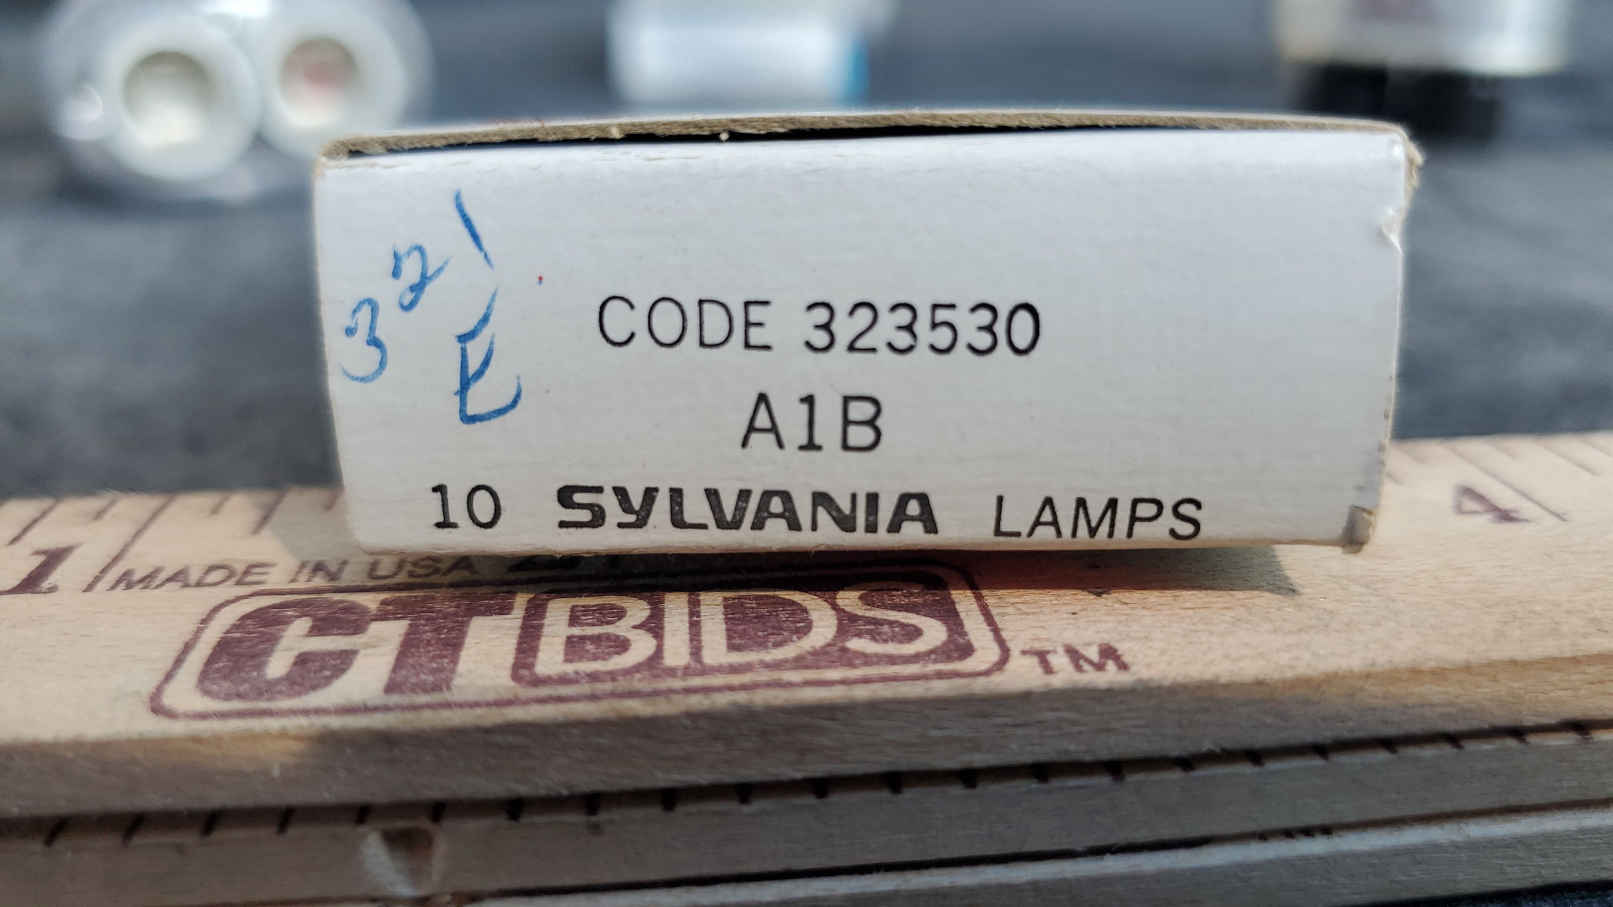 321
E
CODE 323530
A1B
10 SYLVANIA LAMPS
1 MADE IN USA
4
CTBIDS TM